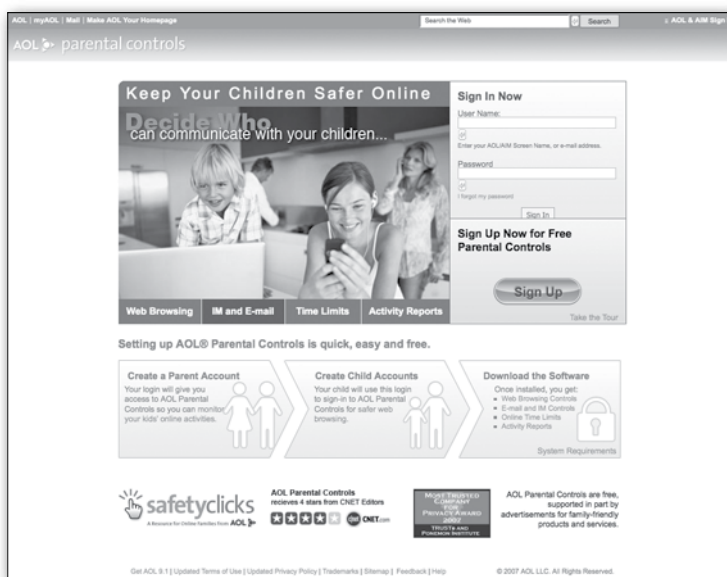 AOL | myAOL | Mail | Make AOL Your Homepage
Search the Web
Search
AOL & AIM Sign
AOL parental controls
Keep Your Children Safer Online
Decide Who
can communicate with your children...
Web Browsing
IM and E-mail
Time Limits
Activity Reports
Sign In Now
User Name:
Enter your AOL/AIM Screen Name, or e-mail address.
Password
I forgot my password
Sign In
Sign Up Now for Free
Parental Controls
Sign Up
Take the Tour
Setting up AOL® Parental Controls is quick, easy and free.
Create a Parent Account
Your login will give you
access to AOL Parental
Controls so you can monitor
your kids' online activities.
Create Child Accounts
Your child will use this login
to sign-in to AOL Parental
Controls for safer web
browsing.
Download the Software
Once installed, you get:
Web Browsing Controls
E-mail and IM Controls
Online Time Limits
Activity Reports
System Requirements
safetyclicks
A Resource for Online Families From AOL
AOL Parental Controls
recieves 4 stars from CNET Editors
cnet CNET.com
MOST TRUSTED
COMPANY
FOR
PRIVACY AWARD
2007
TRUSTe AND
PONEMON INSTITUTE
AOL Parental Controls are free,
supported in part by
advertisements for family-friendly
products and services.
Get AOL 9.1 | Updated Terms of Use | Updated Privacy Policy | Trademarks | Sitemap | Feedback | Help
© 2007 AOL LLC. All Rights Reserved.